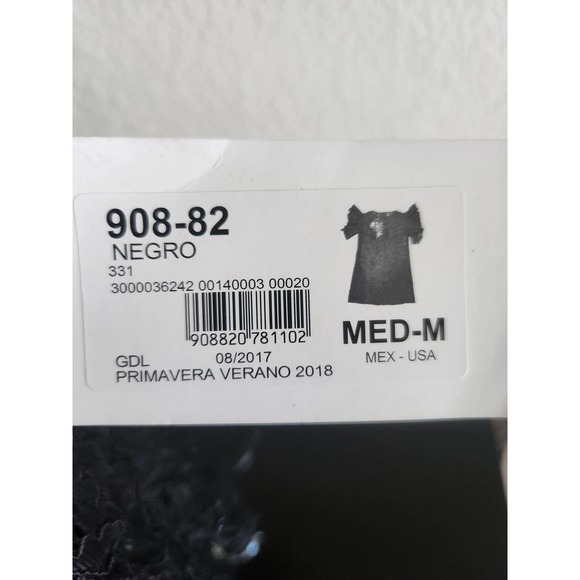 908-82
NEGRO
331
3000036242 00140003 00020
908820 781102
GDL 08/2017
PRIMAVERA VERANO 2018
MED-M
MEX - USA